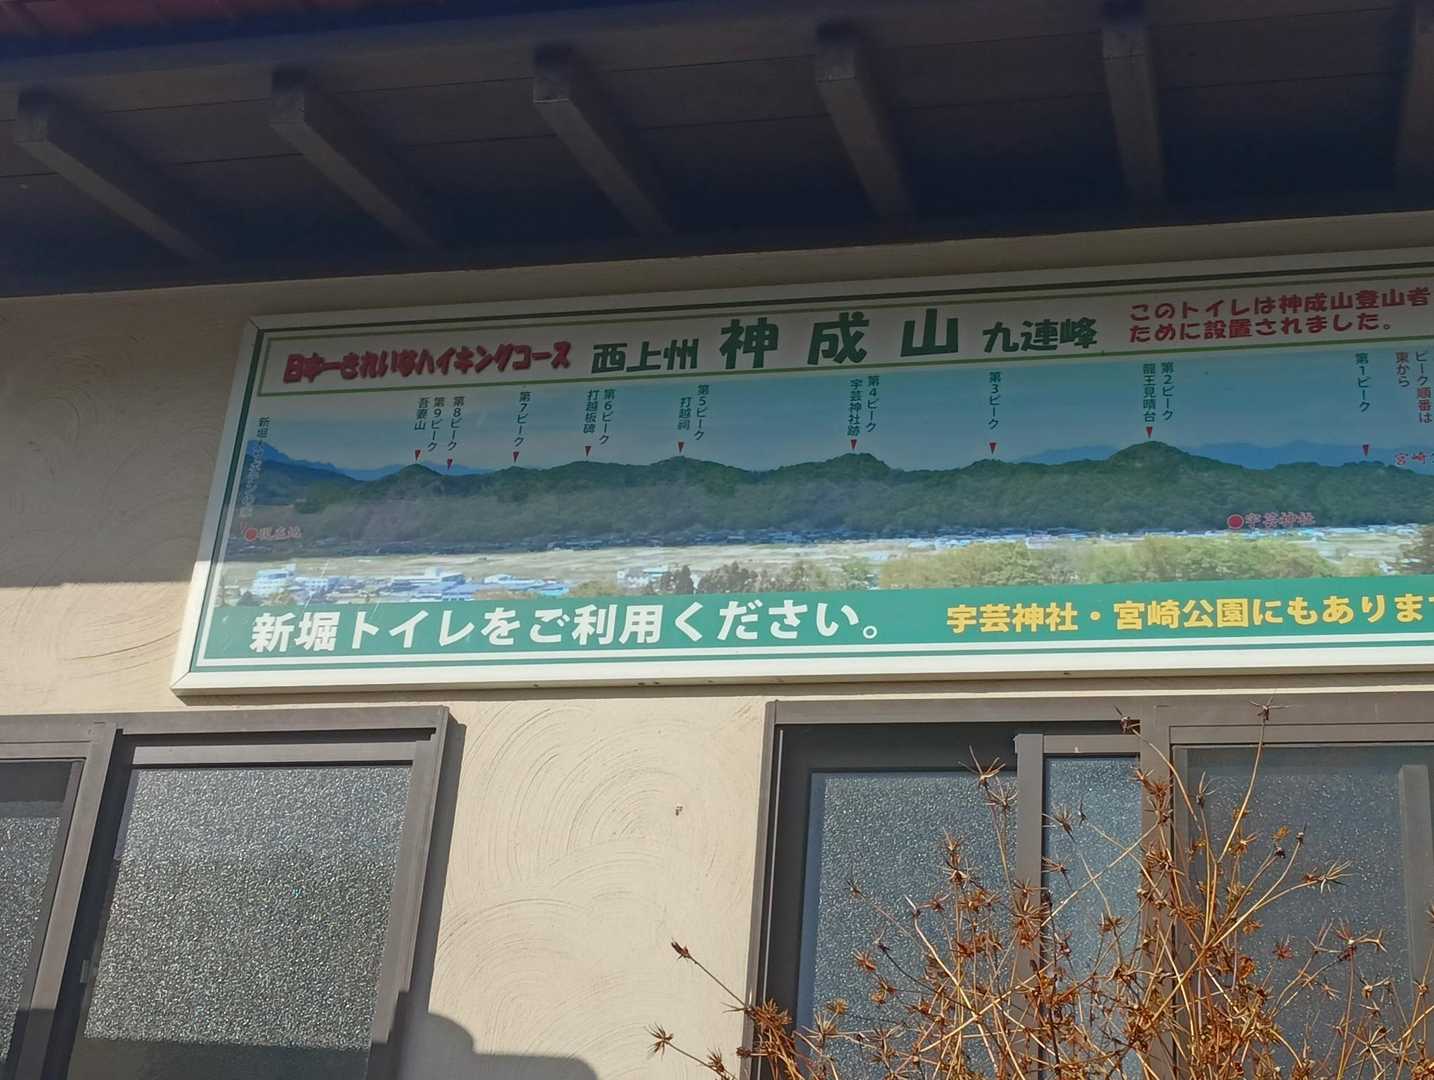 日本一きれいなハイキングコース
西上州 神成山 九連峰
このトイレは神成山登山者
ために設置されました。
新堀
吾妻山
第9ピーク
第8ピーク
第7ピーク
打越板碑
第6ピーク
打越祠
第5ピーク
宇芸神社跡
第4ピーク
第3ピーク
龍王見晴台
第2ピーク
第1ピーク
東から
ピーク順番は
宮崎
現在地
宇芸神社
新堀トイレをご利用ください。
宇芸神社・宮崎公園にもありま